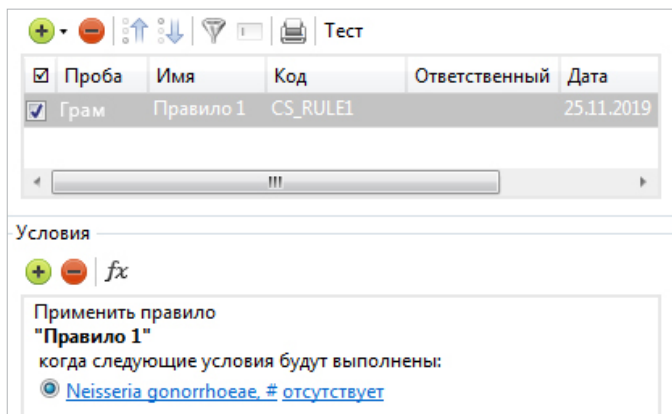 Тест
Проба Имя Код Ответственный Дата
Грам Правило 1 CS_RULE1 25.11.2019
Условия
fx
Применить правило
"Правило 1"
когда следующие условия будут выполнены:
Neisseria gonorrhoeae, # отсутствует